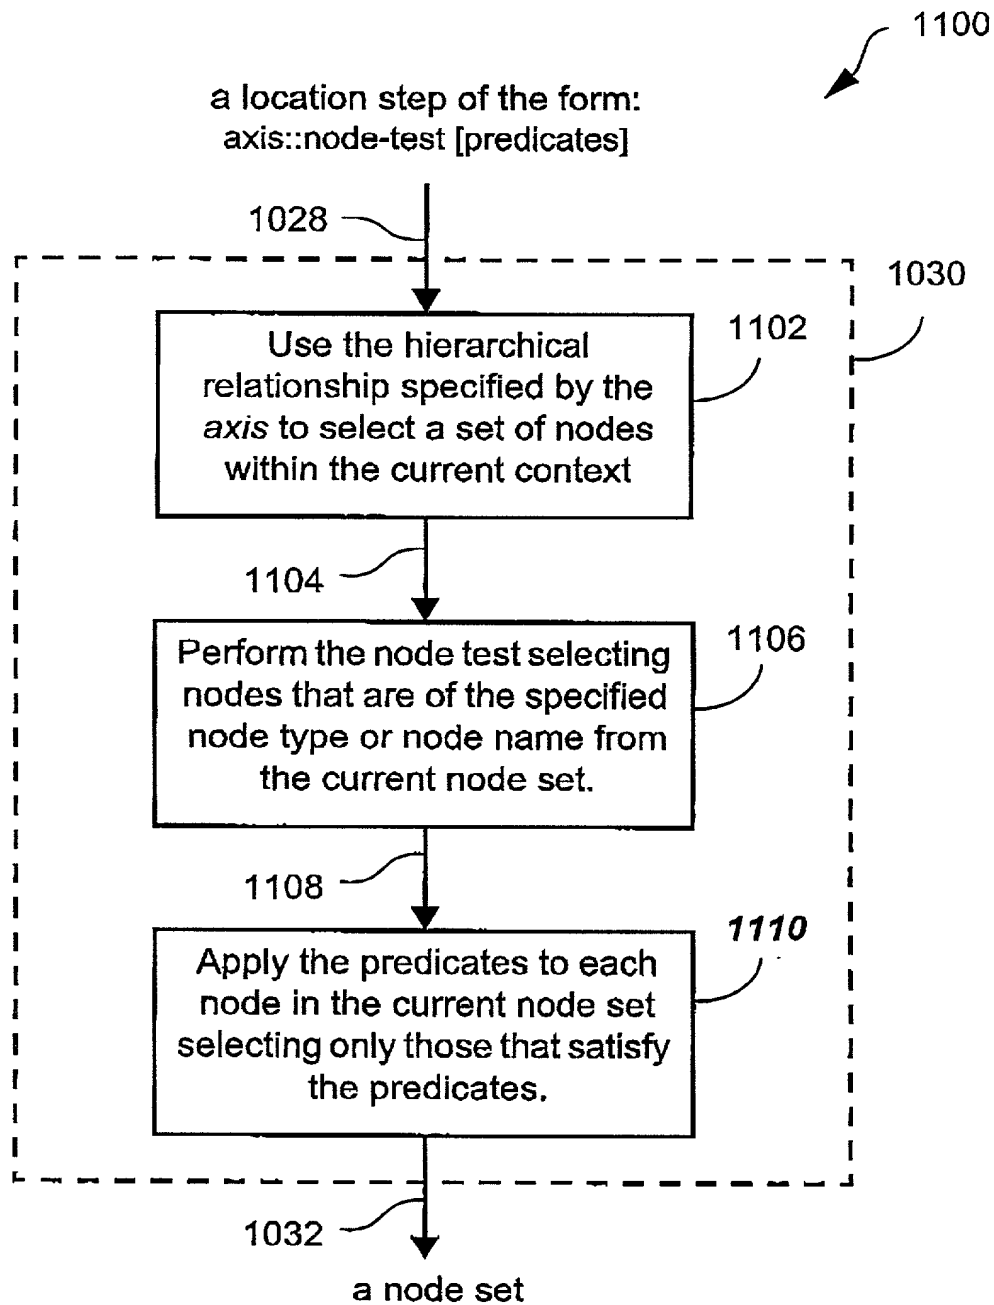 1100
a location step of the form:
axis::node-test [predicates]
1028
1030
1102
Use the hierarchical
relationship specified by the
axis to select a set of nodes
within the current context
1104
1106
Perform the node test selecting
nodes that are of the specified
node type or node name from
the current node set.
1108
1110
Apply the predicates to each
node in the current node set
selecting only those that satisfy
the predicates.
1032
a node set